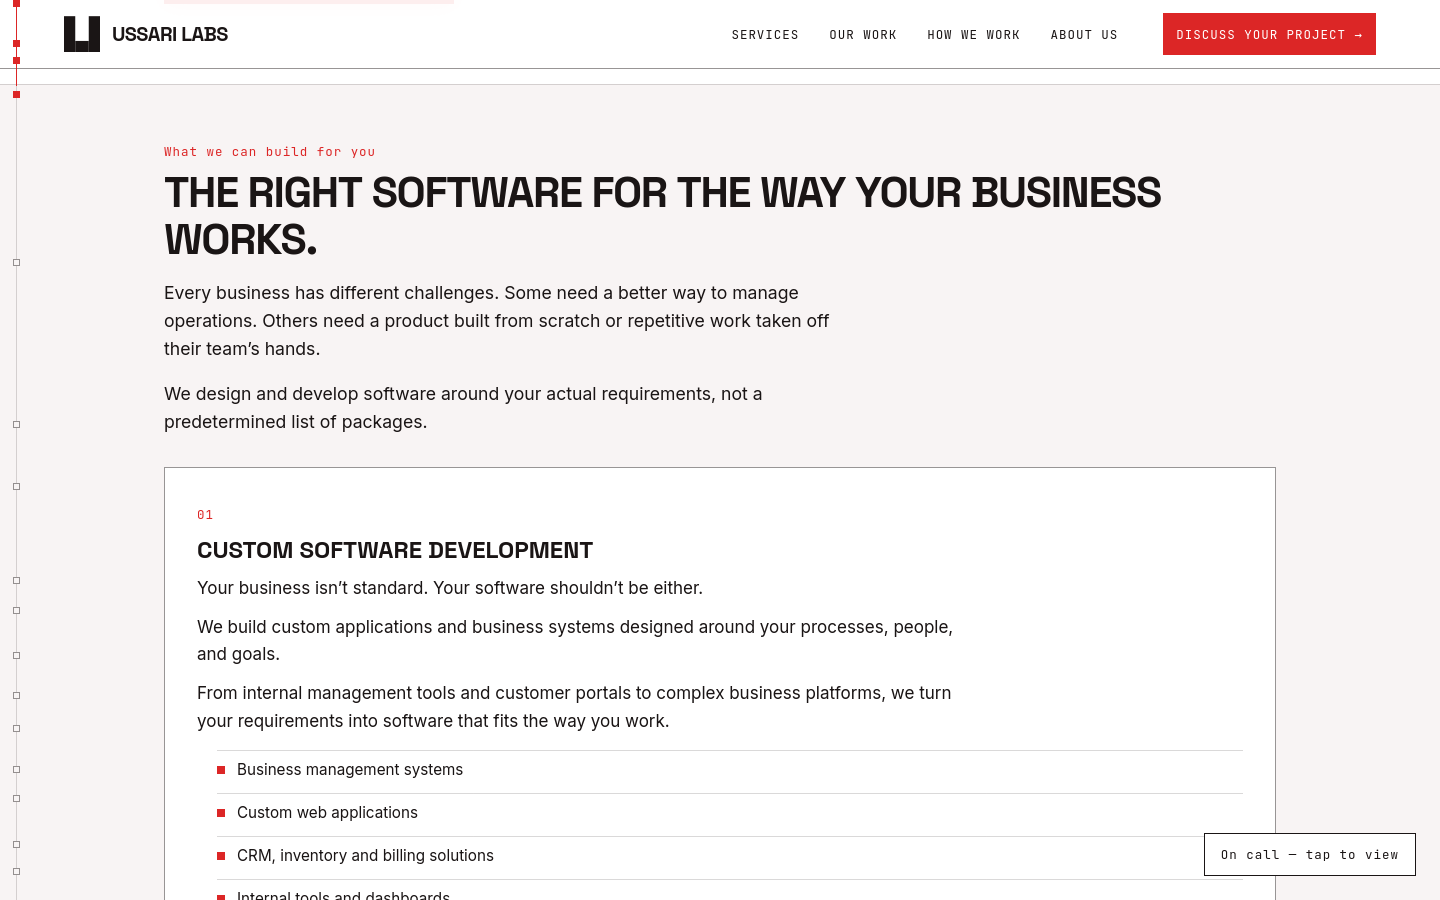 USSARI LABS
SERVICES
OUR WORK
HOW WE WORK
ABOUT US
DISCUSS YOUR PROJECT →
What we can build for you
THE RIGHT SOFTWARE FOR THE WAY YOUR BUSINESS
WORKS.
Every business has different challenges. Some need a better way to manage
operations. Others need a product built from scratch or repetitive work taken off
their team’s hands.
We design and develop software around your actual requirements, not a
predetermined list of packages.
01
CUSTOM SOFTWARE DEVELOPMENT
Your business isn’t standard. Your software shouldn’t be either.
We build custom applications and business systems designed around your processes, people,
and goals.
From internal management tools and customer portals to complex business platforms, we turn
your requirements into software that fits the way you work.
Business management systems
Custom web applications
CRM, inventory and billing solutions
Internal tools and dashboards
On call — tap to view